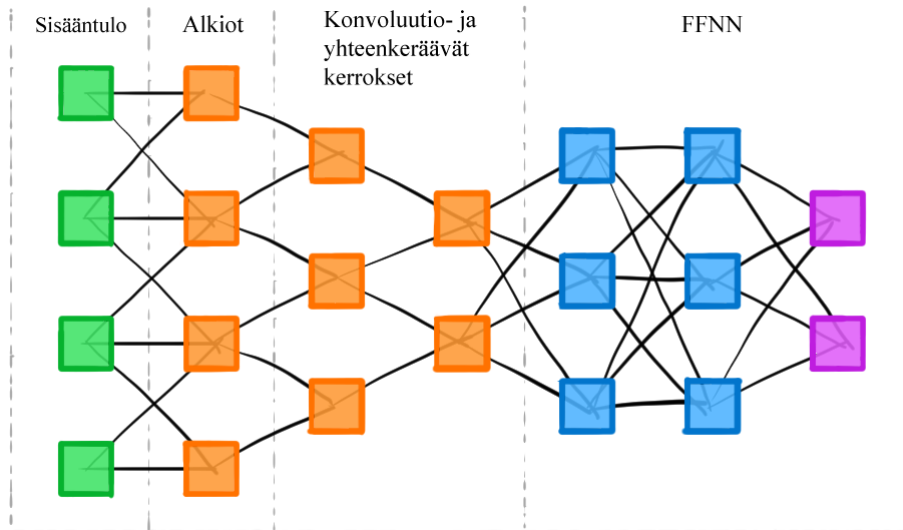 Sisääntulo
Alkiot
Konvoluutio- ja
yhteenkeräävät
kerrokset
FFNN